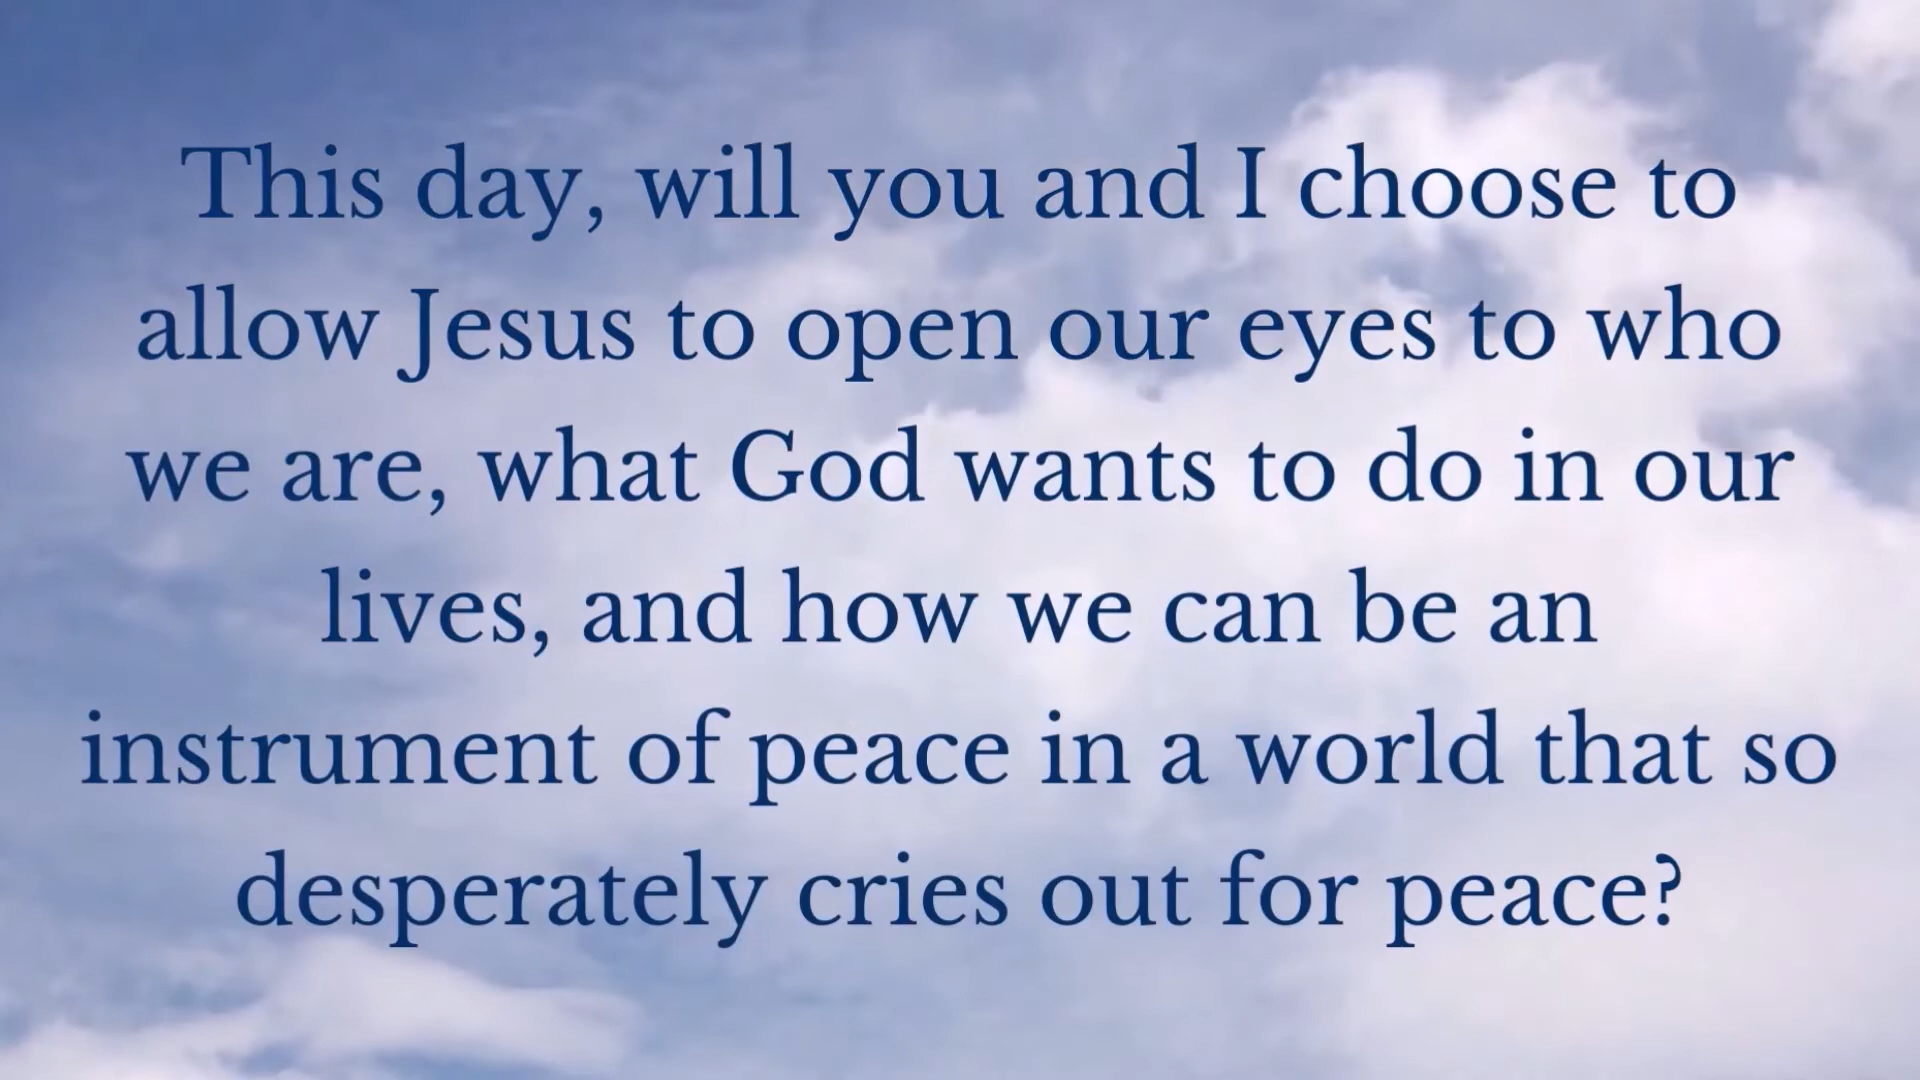 This day, will you and I choose to
allow Jesus to open our eyes to who
we are, what God wants to do in our
lives, and how we can be an
instrument of peace in a world that so
desperately cries out for peace?